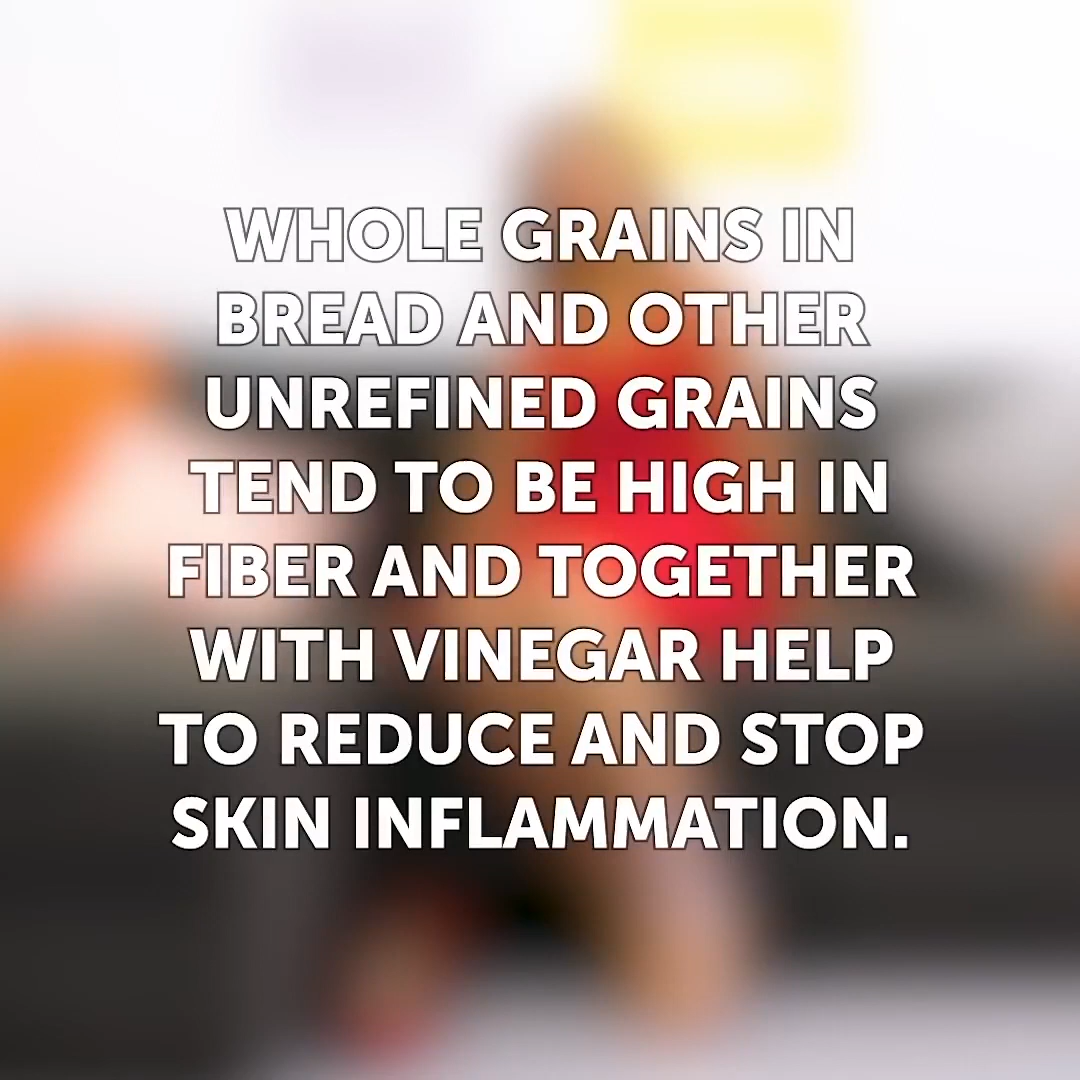 WHOLE GRAINS IN
BREAD AND OTHER
UNREFINED GRAINS
TEND TO BE HIGH IN
FIBER AND TOGETHER
WITH VINEGAR HELP
TO REDUCE AND STOP
SKIN INFLAMMATION.